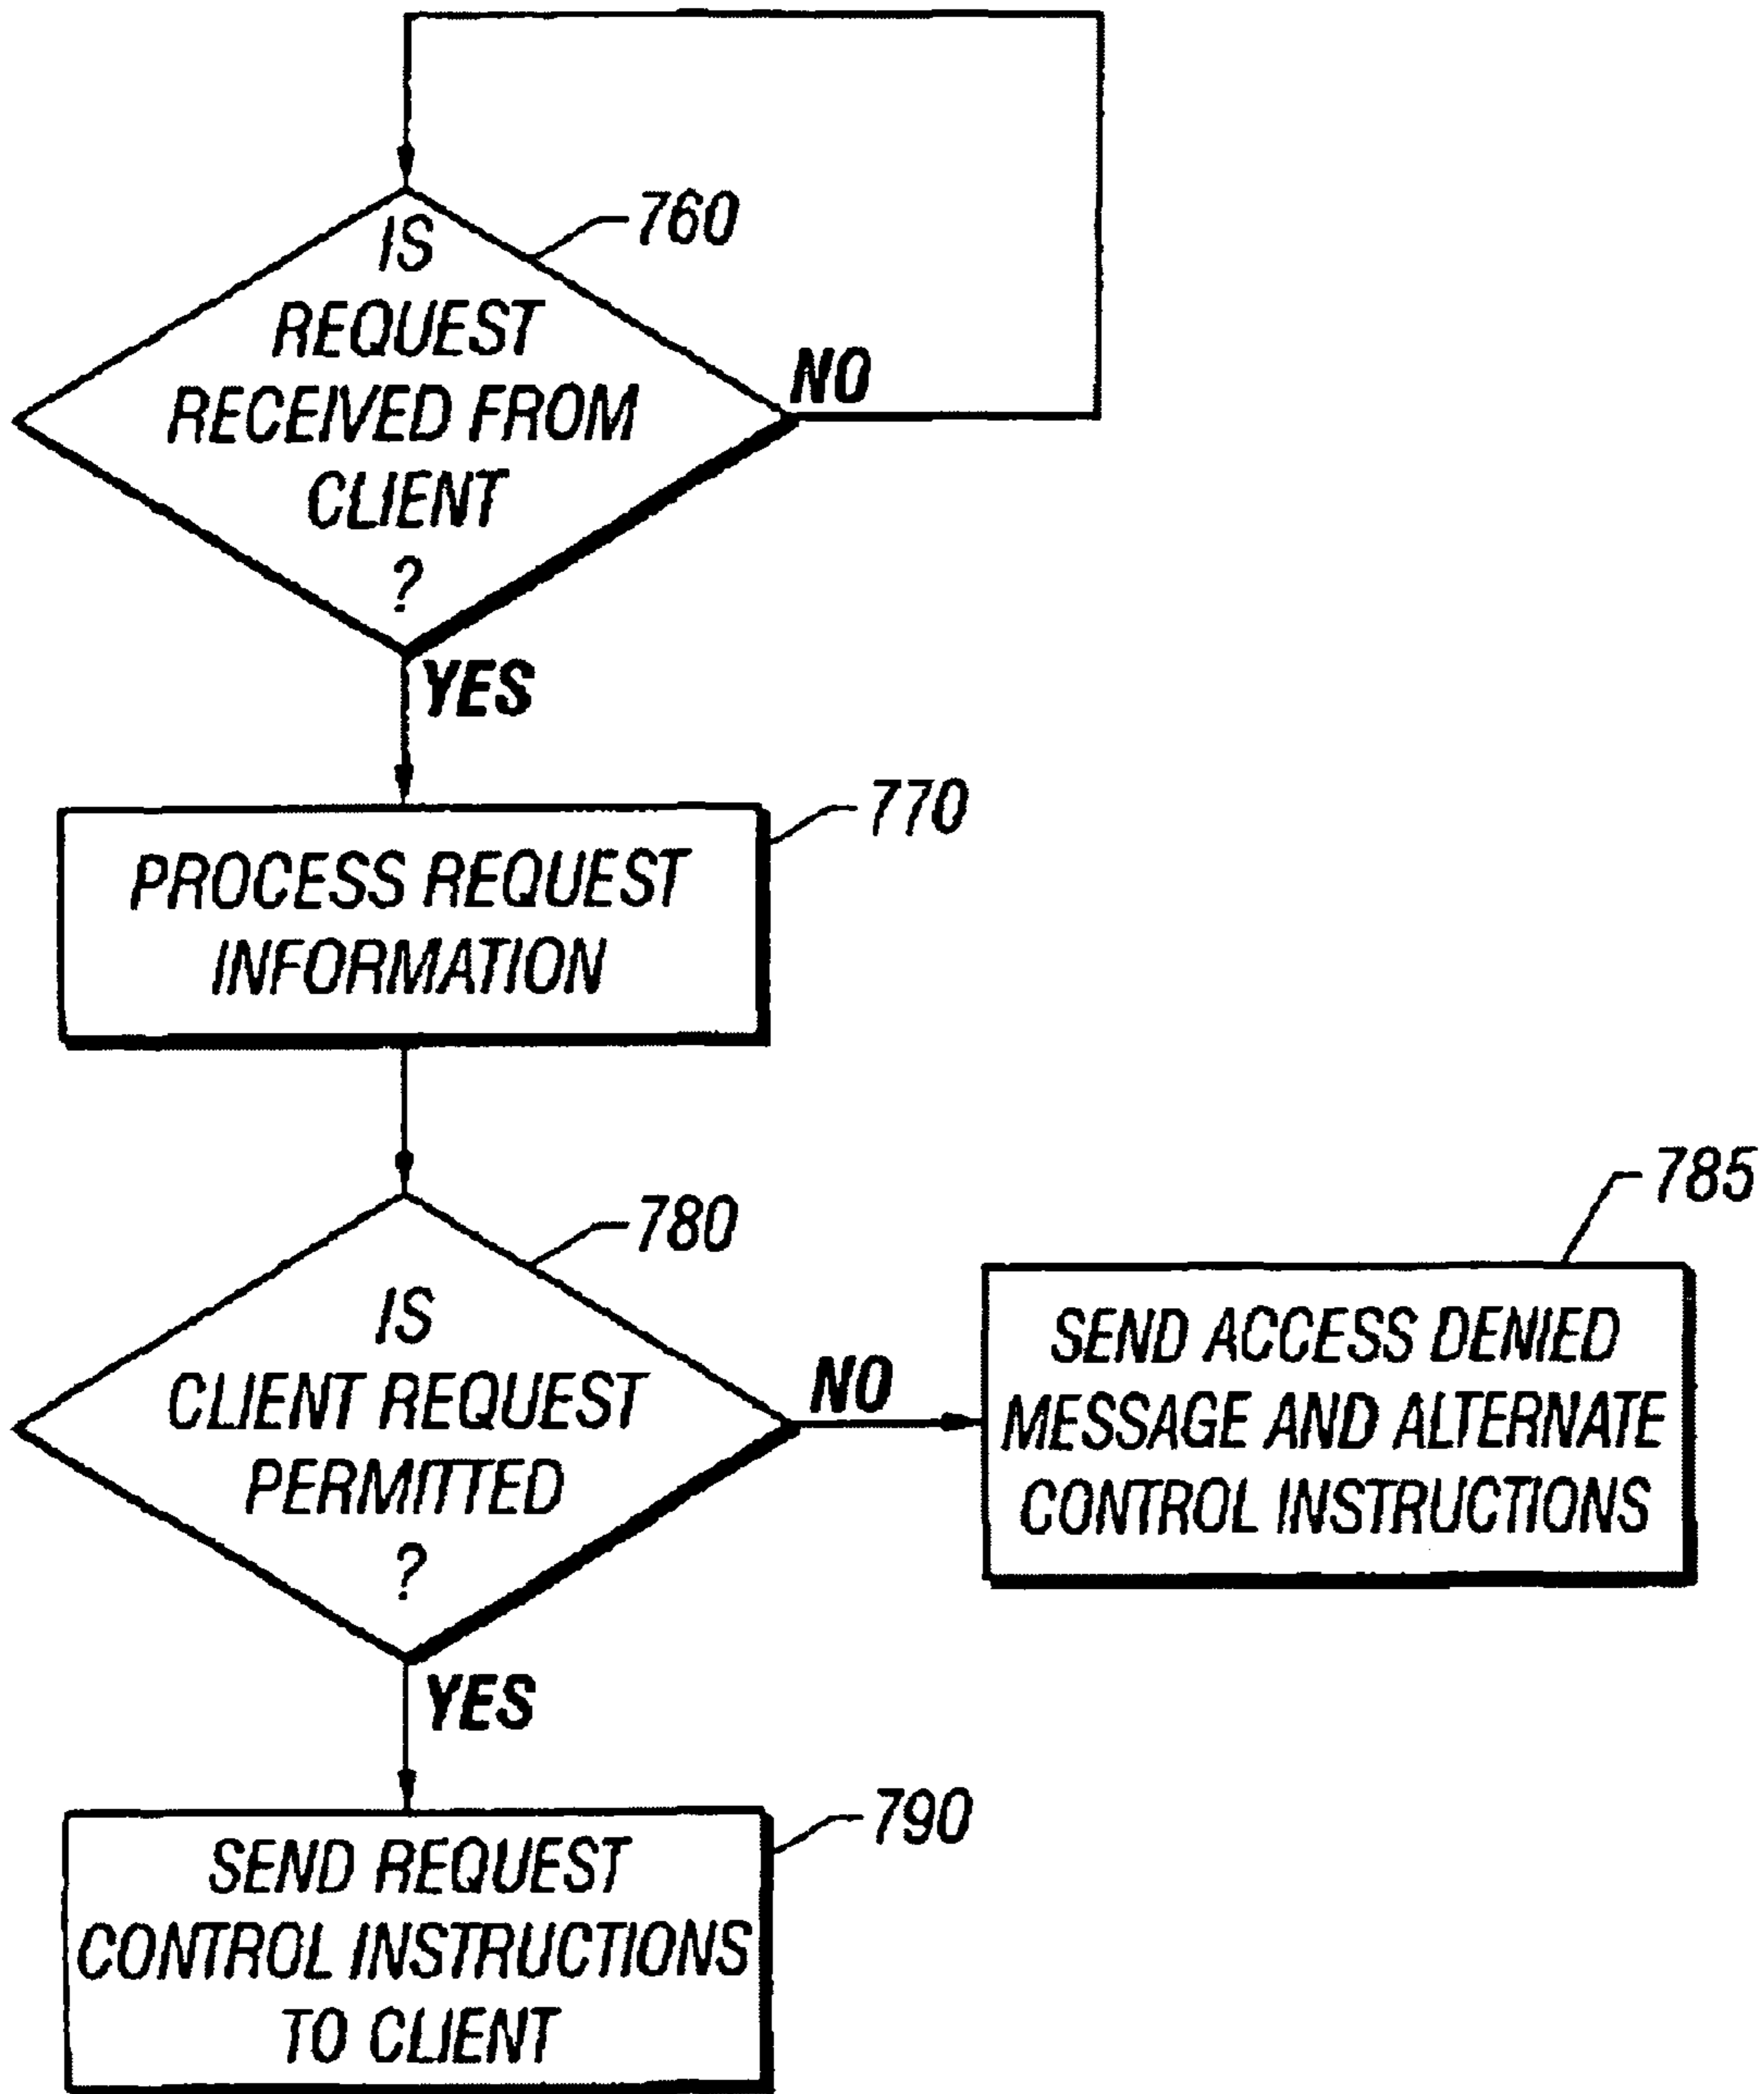 760
IS
REQUEST
RECEIVED FROM
CLIENT
?
NO
YES
770
PROCESS REQUEST
INFORMATION
780
IS
CLIENT REQUEST
PERMITTED
?
NO
785
SEND ACCESS DENIED
MESSAGE AND ALTERNATE
CONTROL INSTRUCTIONS
YES
790
SEND REQUEST
CONTROL INSTRUCTIONS
TO CLIENT